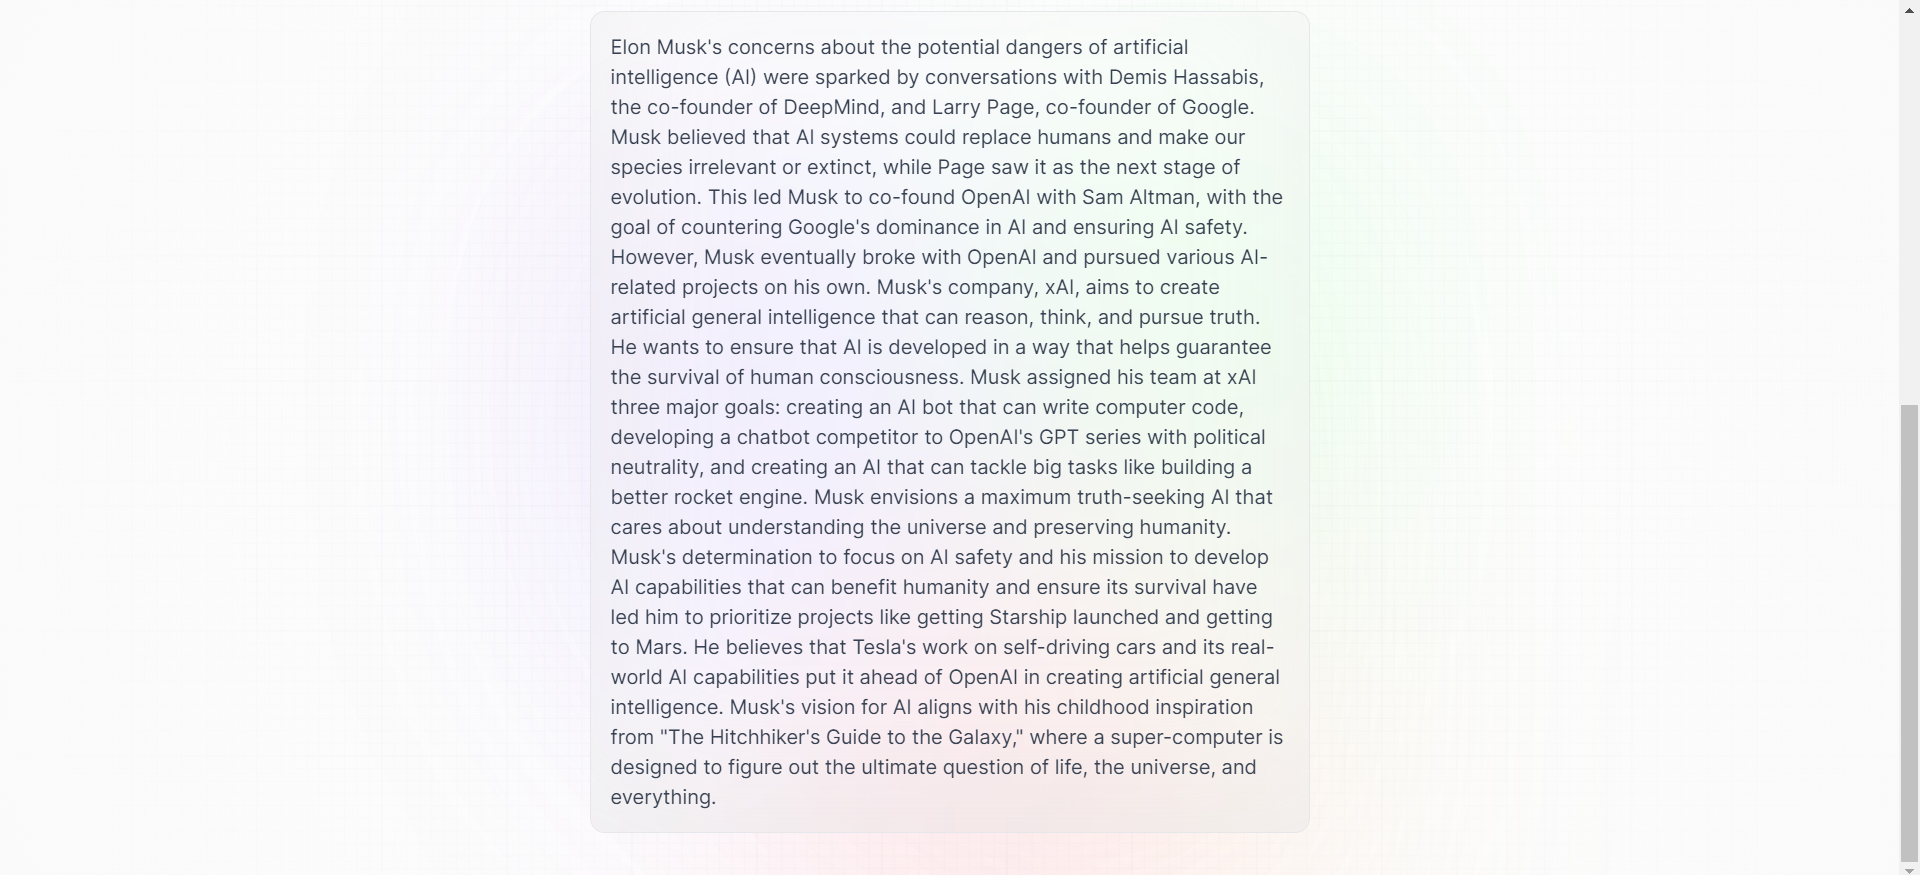 Elon Musk's concerns about the potential dangers of artificial
intelligence (AI) were sparked by conversations with Demis Hassabis,
the co-founder of DeepMind, and Larry Page, co-founder of Google.
Musk believed that AI systems could replace humans and make our
species irrelevant or extinct, while Page saw it as the next stage of
evolution. This led Musk to co-found OpenAI with Sam Altman, with the
goal of countering Google's dominance in AI and ensuring AI safety.
However, Musk eventually broke with OpenAI and pursued various AI-
related projects on his own. Musk's company, xAI, aims to create
artificial general intelligence that can reason, think, and pursue truth.
He wants to ensure that AI is developed in a way that helps guarantee
the survival of human consciousness. Musk assigned his team at xAI
three major goals: creating an AI bot that can write computer code,
developing a chatbot competitor to OpenAI's GPT series with political
neutrality, and creating an AI that can tackle big tasks like building a
better rocket engine. Musk envisions a maximum truth-seeking AI that
cares about understanding the universe and preserving humanity.
Musk's determination to focus on AI safety and his mission to develop
AI capabilities that can benefit humanity and ensure its survival have
led him to prioritize projects like getting Starship launched and getting
to Mars. He believes that Tesla's work on self-driving cars and its real-
world AI capabilities put it ahead of OpenAI in creating artificial general
intelligence. Musk's vision for AI aligns with his childhood inspiration
from "The Hitchhiker's Guide to the Galaxy," where a super-computer is
designed to figure out the ultimate question of life, the universe, and
everything.